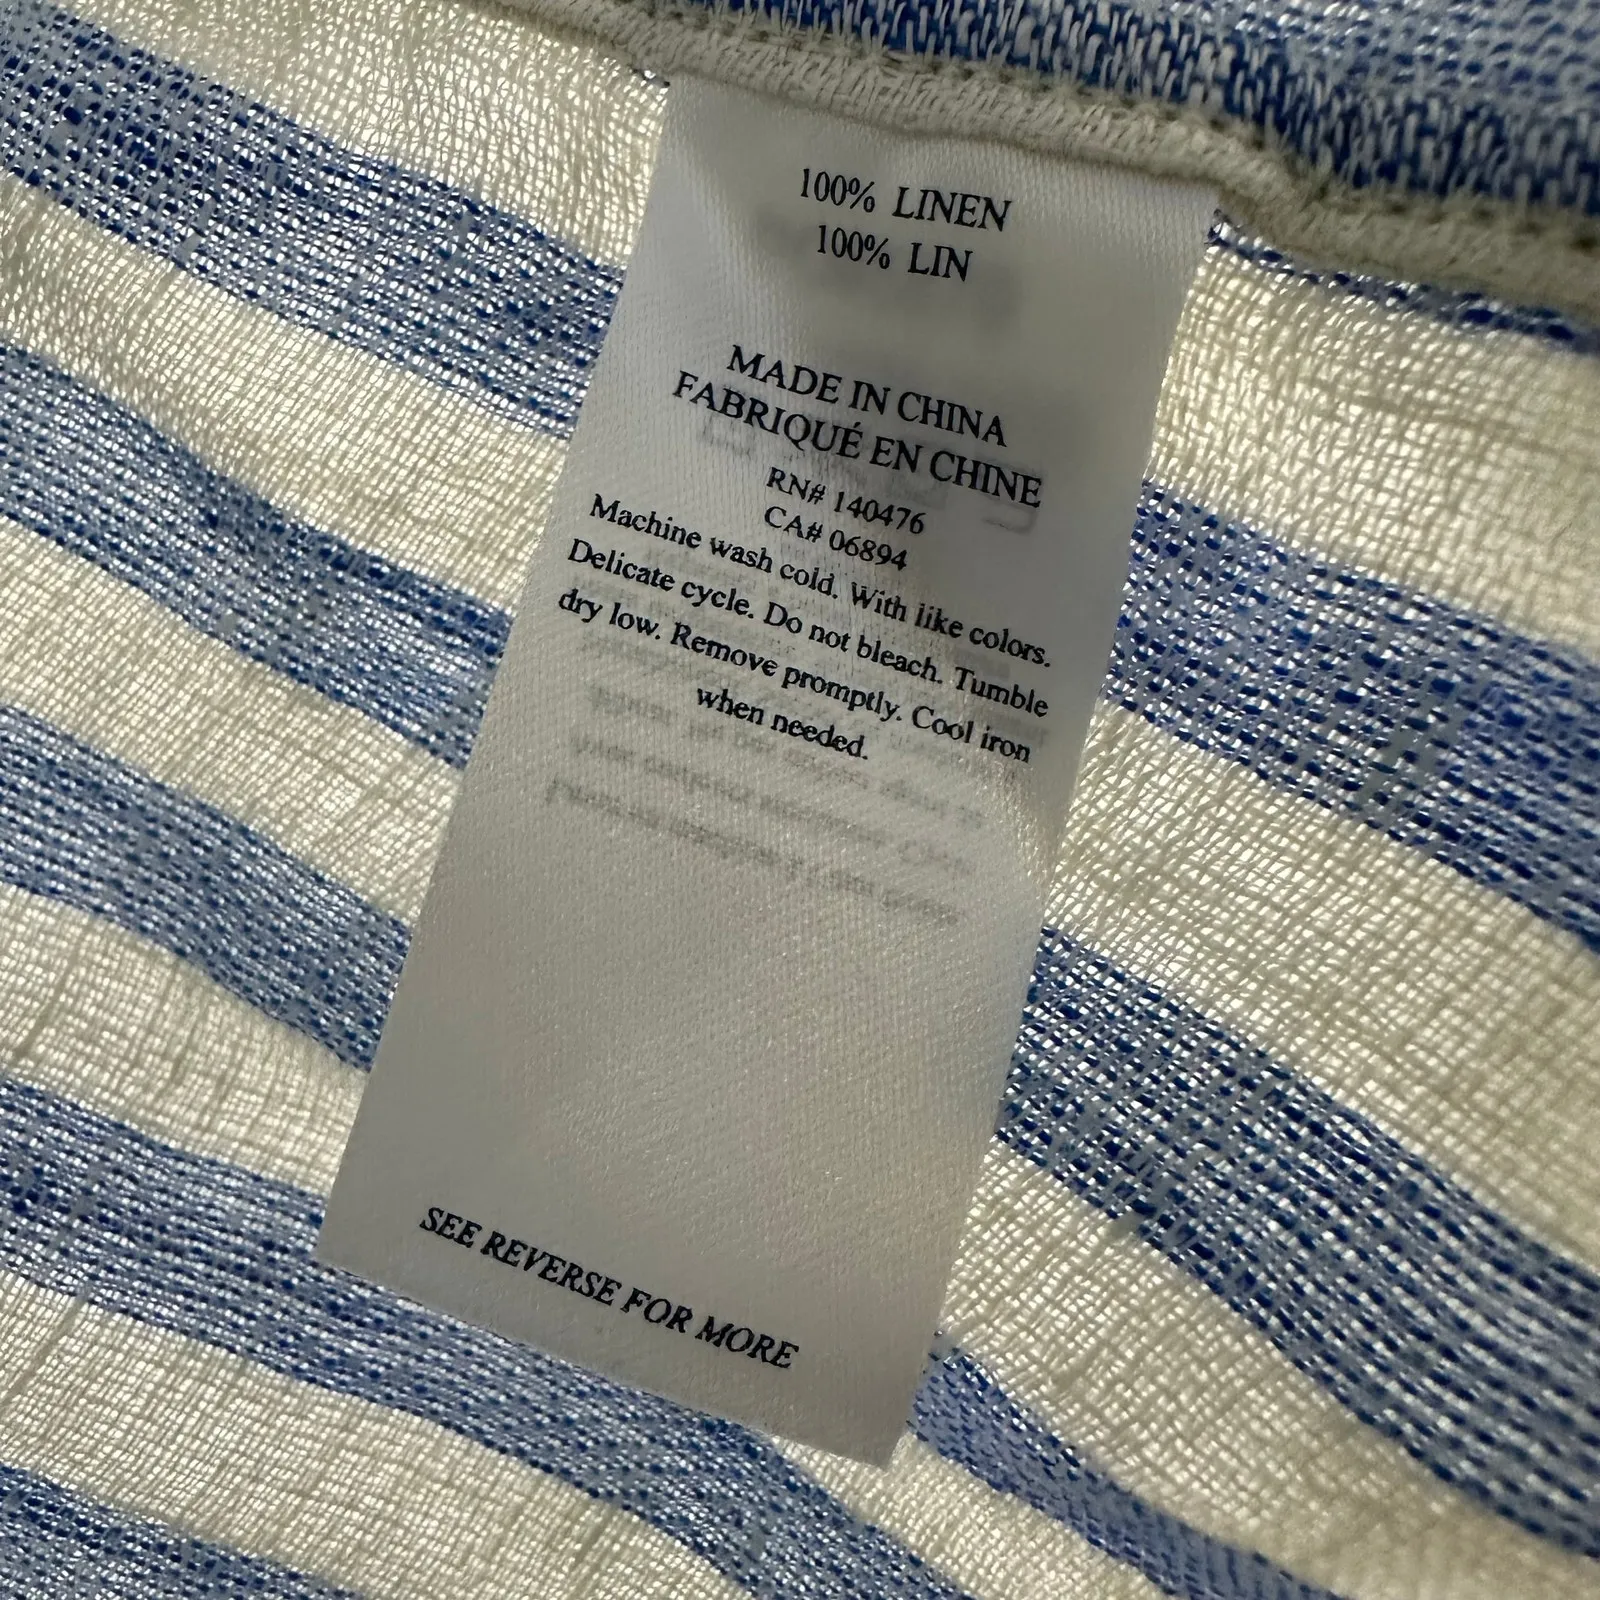 100% LINEN
100% LIN
MADE IN CHINA
FABRIQUÉ EN CHINE
RN# 140476
CA# 06894
Machine wash cold. With like colors.
Delicate cycle. Do not bleach. Tumble
dry low. Remove promptly. Cool iron
when needed.
SEE REVERSE FOR MORE